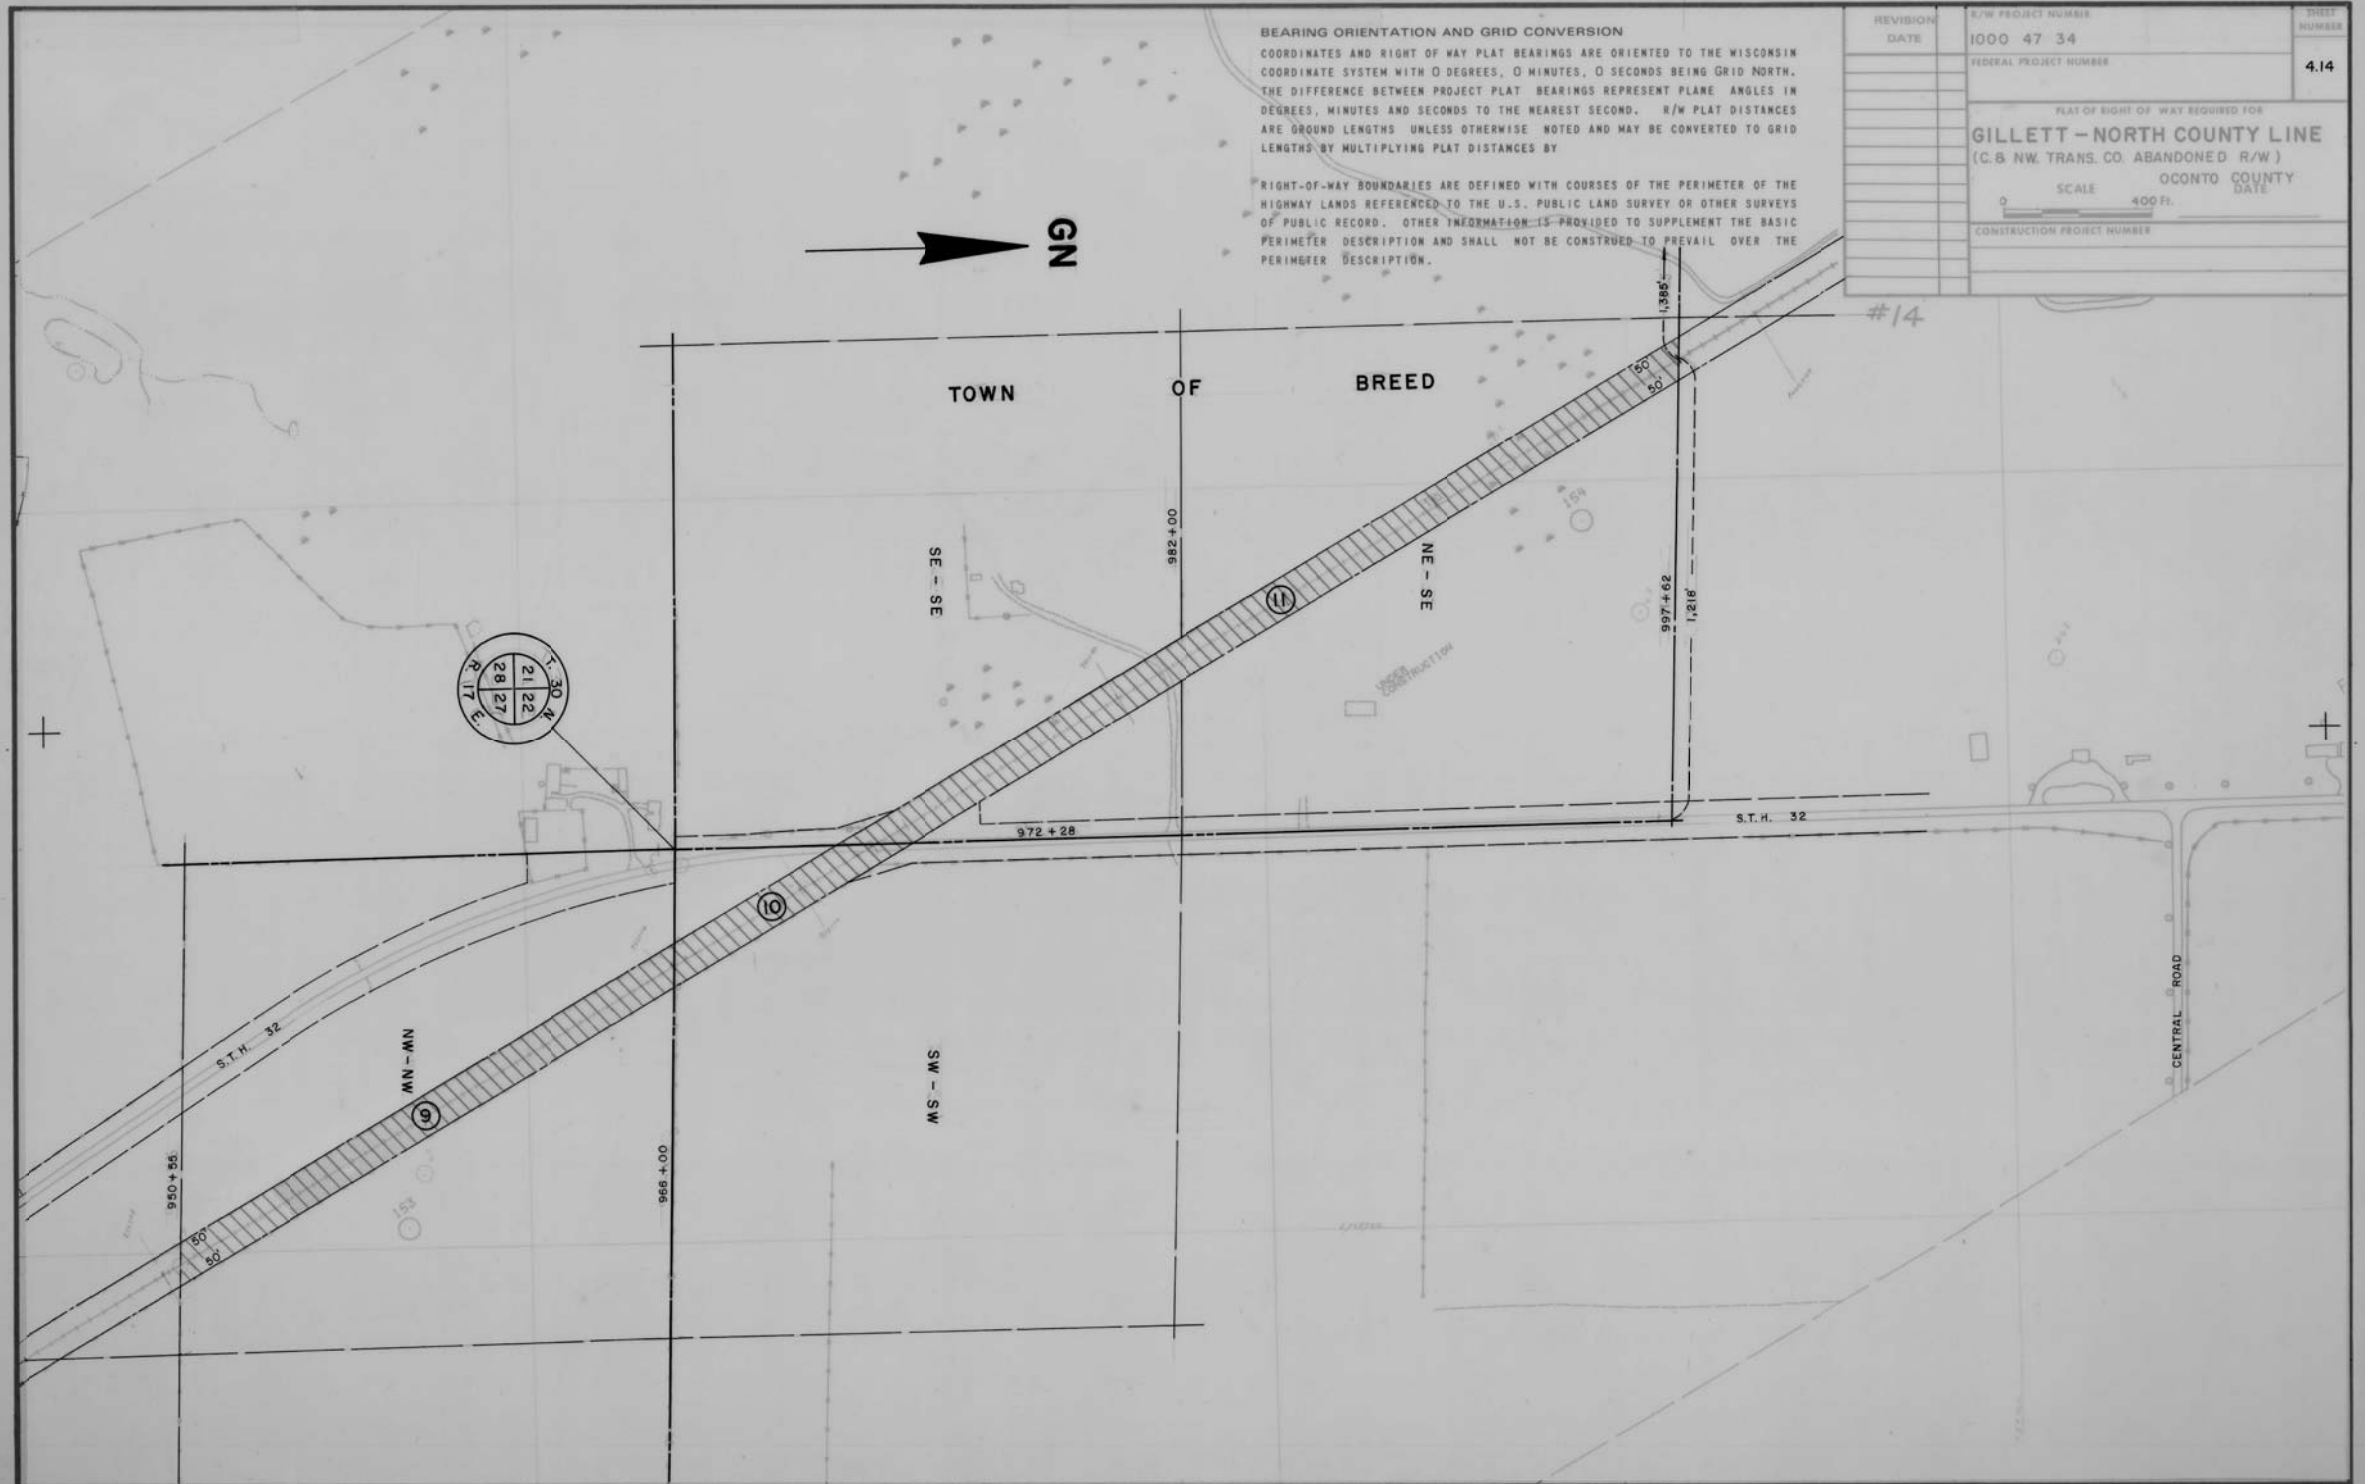 BEARING ORIENTATION AND GRID CONVERSION
COORDINATES AND RIGHT OF WAY PLAT BEARINGS ARE ORIENTED TO THE WISCONSIN
COORDINATE SYSTEM WITH 0 DEGREES, 0 MINUTES, 0 SECONDS BEING GRID NORTH.
THE DIFFERENCE BETWEEN PROJECT PLAT BEARINGS REPRESENT PLANE ANGLES IN
DEGREES, MINUTES AND SECONDS TO THE NEAREST SECOND. R/W PLAT DISTANCES
ARE GROUND LENGTHS UNLESS OTHERWISE NOTED AND MAY BE CONVERTED TO GRID
LENGTHS BY MULTIPLYING PLAT DISTANCES BY
RIGHT-OF-WAY BOUNDARIES ARE DEFINED WITH COURSES OF THE PERIMETER OF THE
HIGHWAY LANDS REFERENCED TO THE U.S. PUBLIC LAND SURVEY OR OTHER SURVEYS
OF PUBLIC RECORD. OTHER INFORMATION IS PROVIDED TO SUPPLEMENT THE BASIC
PERIMETER DESCRIPTION AND SHALL NOT BE CONSTRUED TO PREVAIL OVER THE
PERIMETER DESCRIPTION.
REVISION
DATE
R/W PROJECT NUMBER
1000 47 34
FEDERAL PROJECT NUMBER
SHEET
NUMBER
4.14
PLAT OF RIGHT OF WAY REQUIRED FOR
GILLETT - NORTH COUNTY LINE
(C. & NW. TRANS. CO. ABANDONED R/W)
OCONTO COUNTY
SCALE
DATE
0
400 Ft.
CONSTRUCTION PROJECT NUMBER
#14
GN
1,385'
TOWN OF BREED
50'
50'
982+00
SE - SE
NE - SE
154
11
997+62
1,218'
UNDER
CONSTRUCTION
T. 30 N.
21 22
28 27
R. 17 E.
972+28
S.T.H. 32
10
CENTRAL ROAD
S.T.H. 32
NW - NW
SW - SW
9
950+55
966+00
153
50'
50'